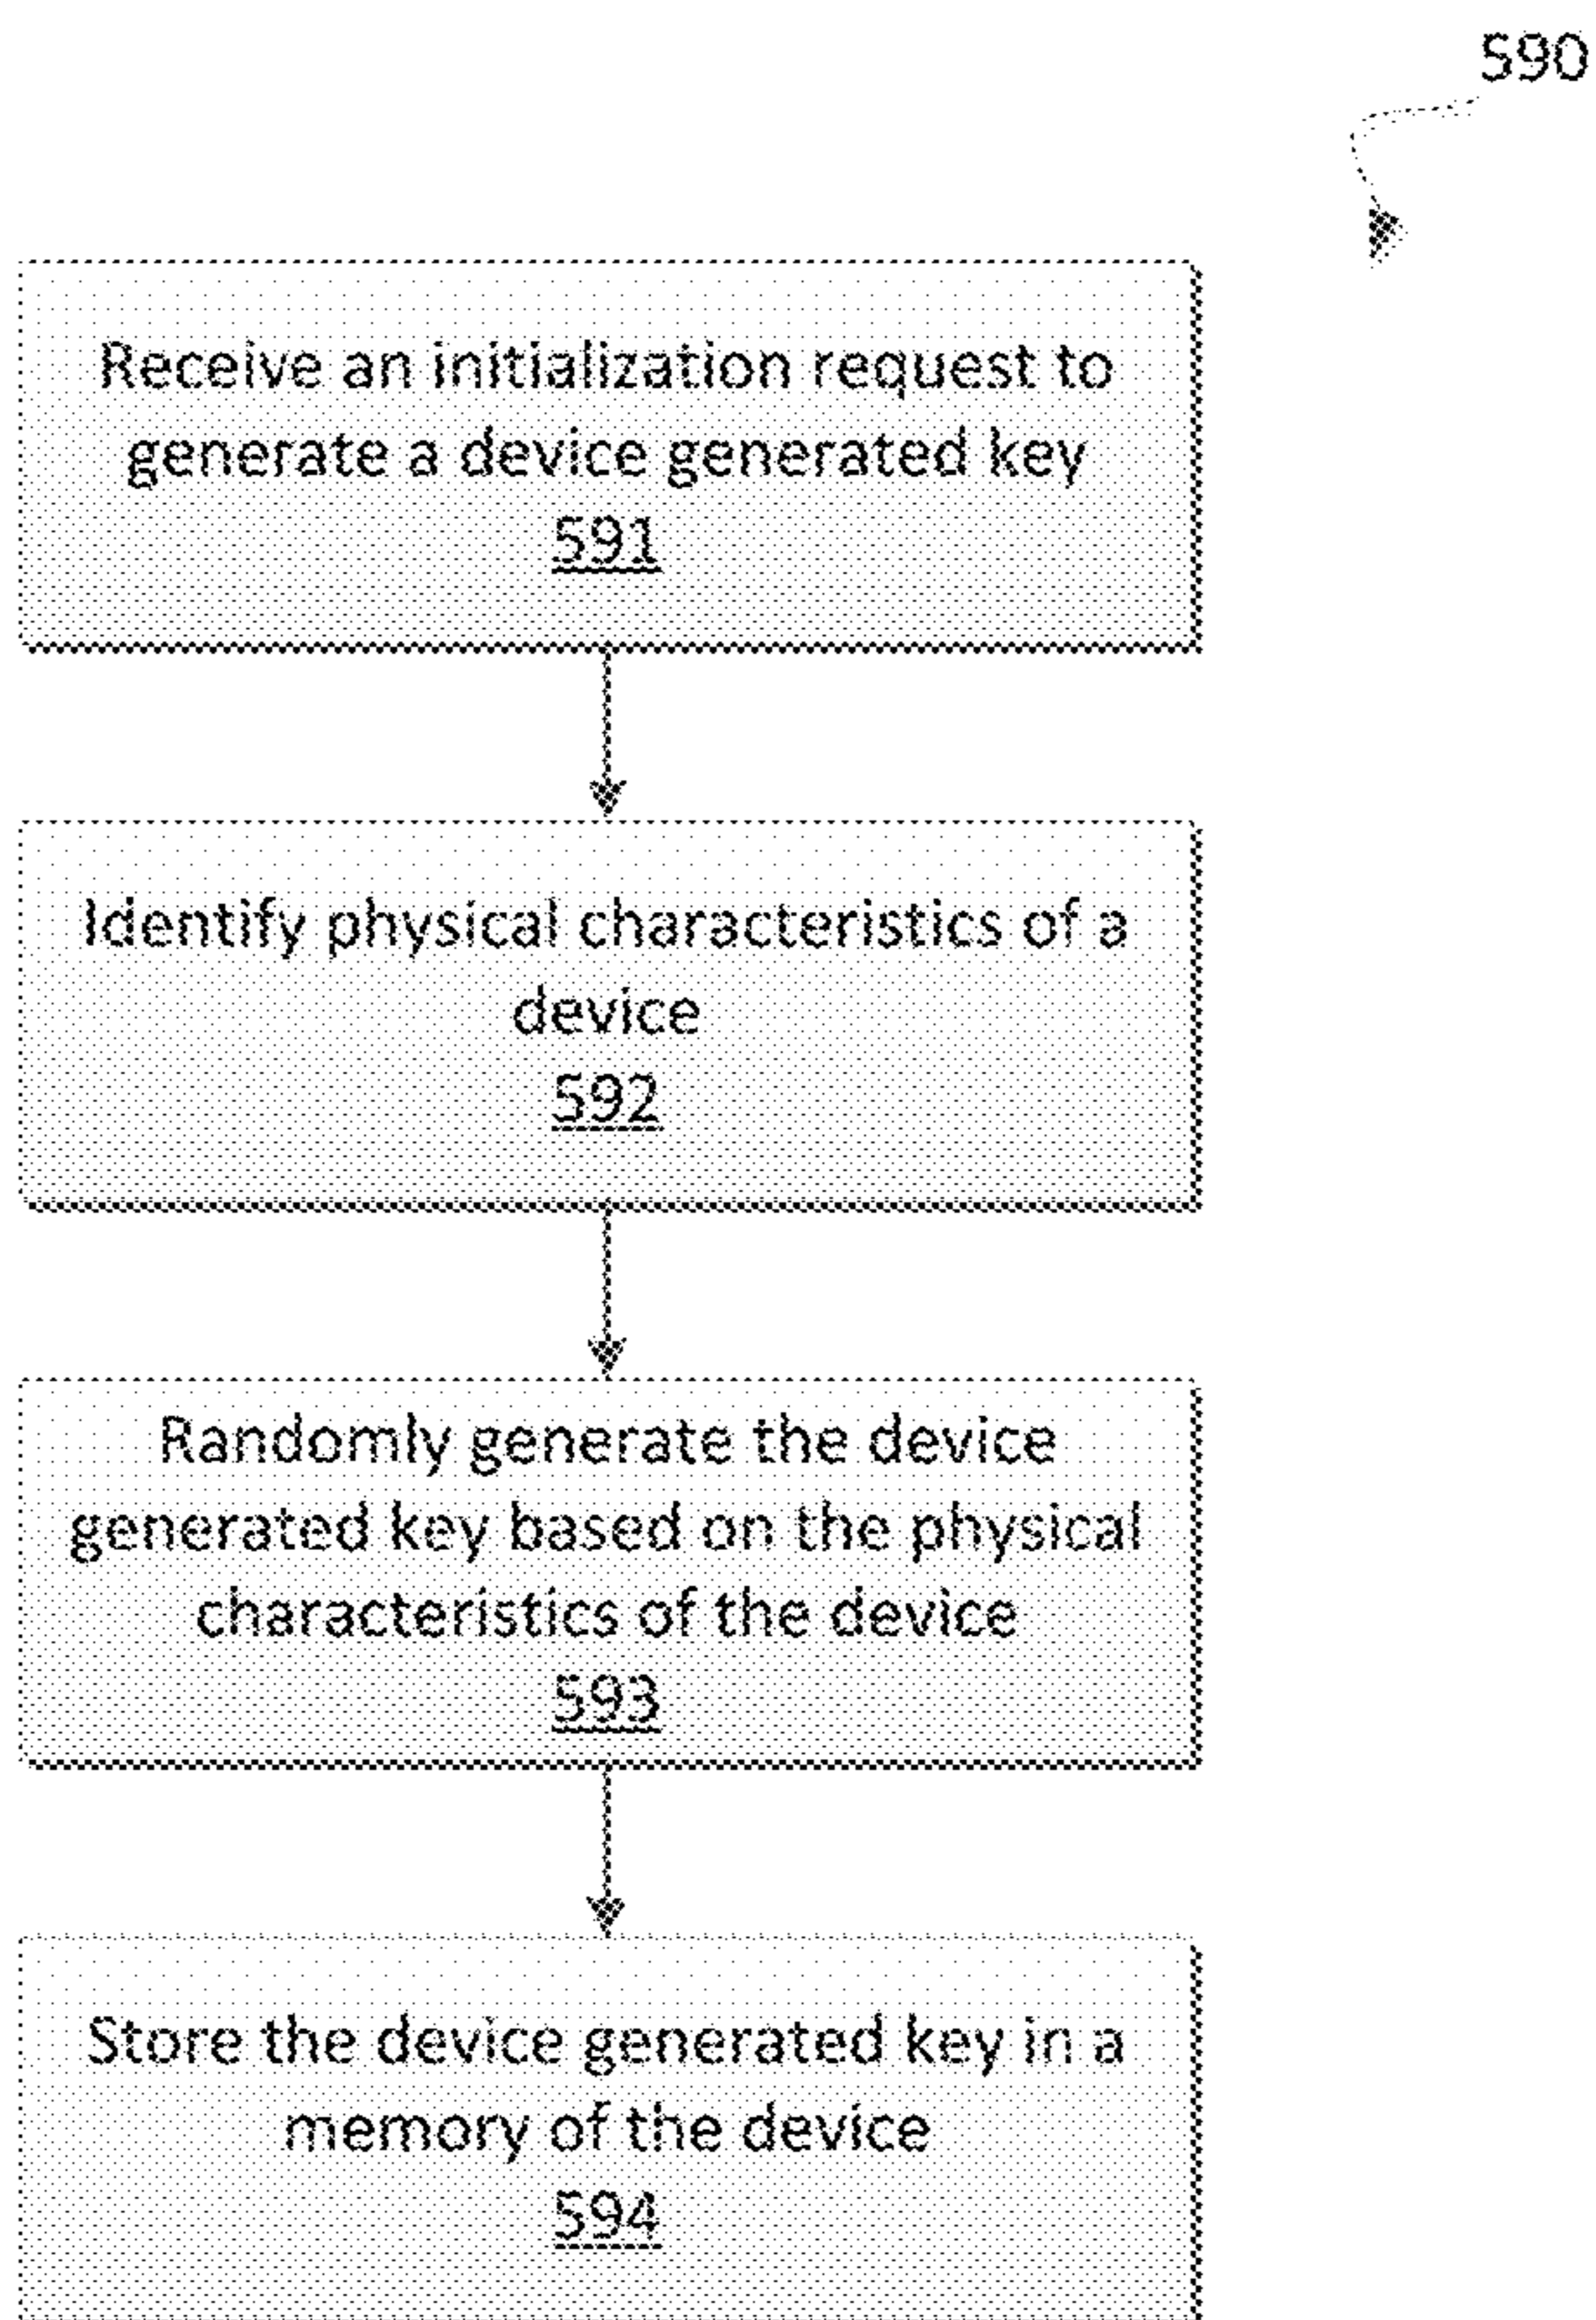 590
Receive an initialization request to
generate a device generated key
591
Identify physical characteristics of a
device
592
Randomly generate the device
generated key based on the physical
characteristics of the device
593
Store the device generated key in a
memory of the device
594